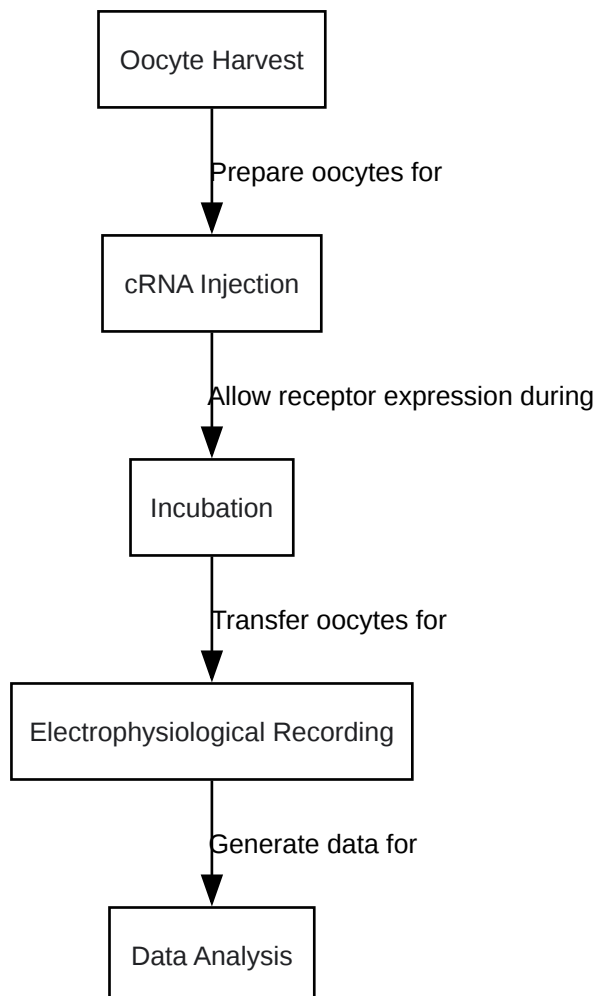 Oocyte Harvest
Prepare oocytes for
cRNA Injection
Allow receptor expression during
Incubation
Transfer oocytes for
Electrophysiological Recording
Generate data for
Data Analysis